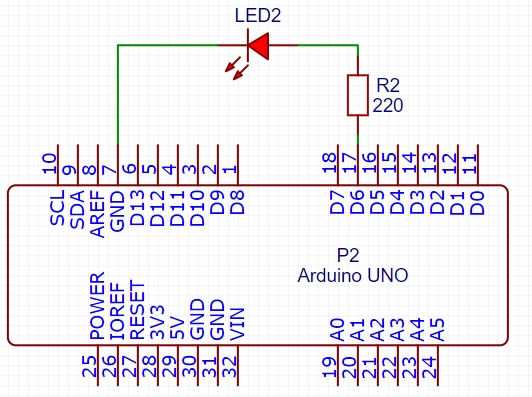 LED2
R2
220
10 9 8 7 6 5 4 3 2 1 18 17 16 15 14 13 12 11
SCL SDA AREF GND D13 D12 D11 D10 D9 D8 D7 D6 D5 D4 D3 D2 D1 D0
P2
Arduino UNO
POWER IOREF RESET 3V3 5V GND GND VIN A0 A1 A2 A3 A4 A5
25 26 27 28 29 30 31 32 19 20 21 22 23 24